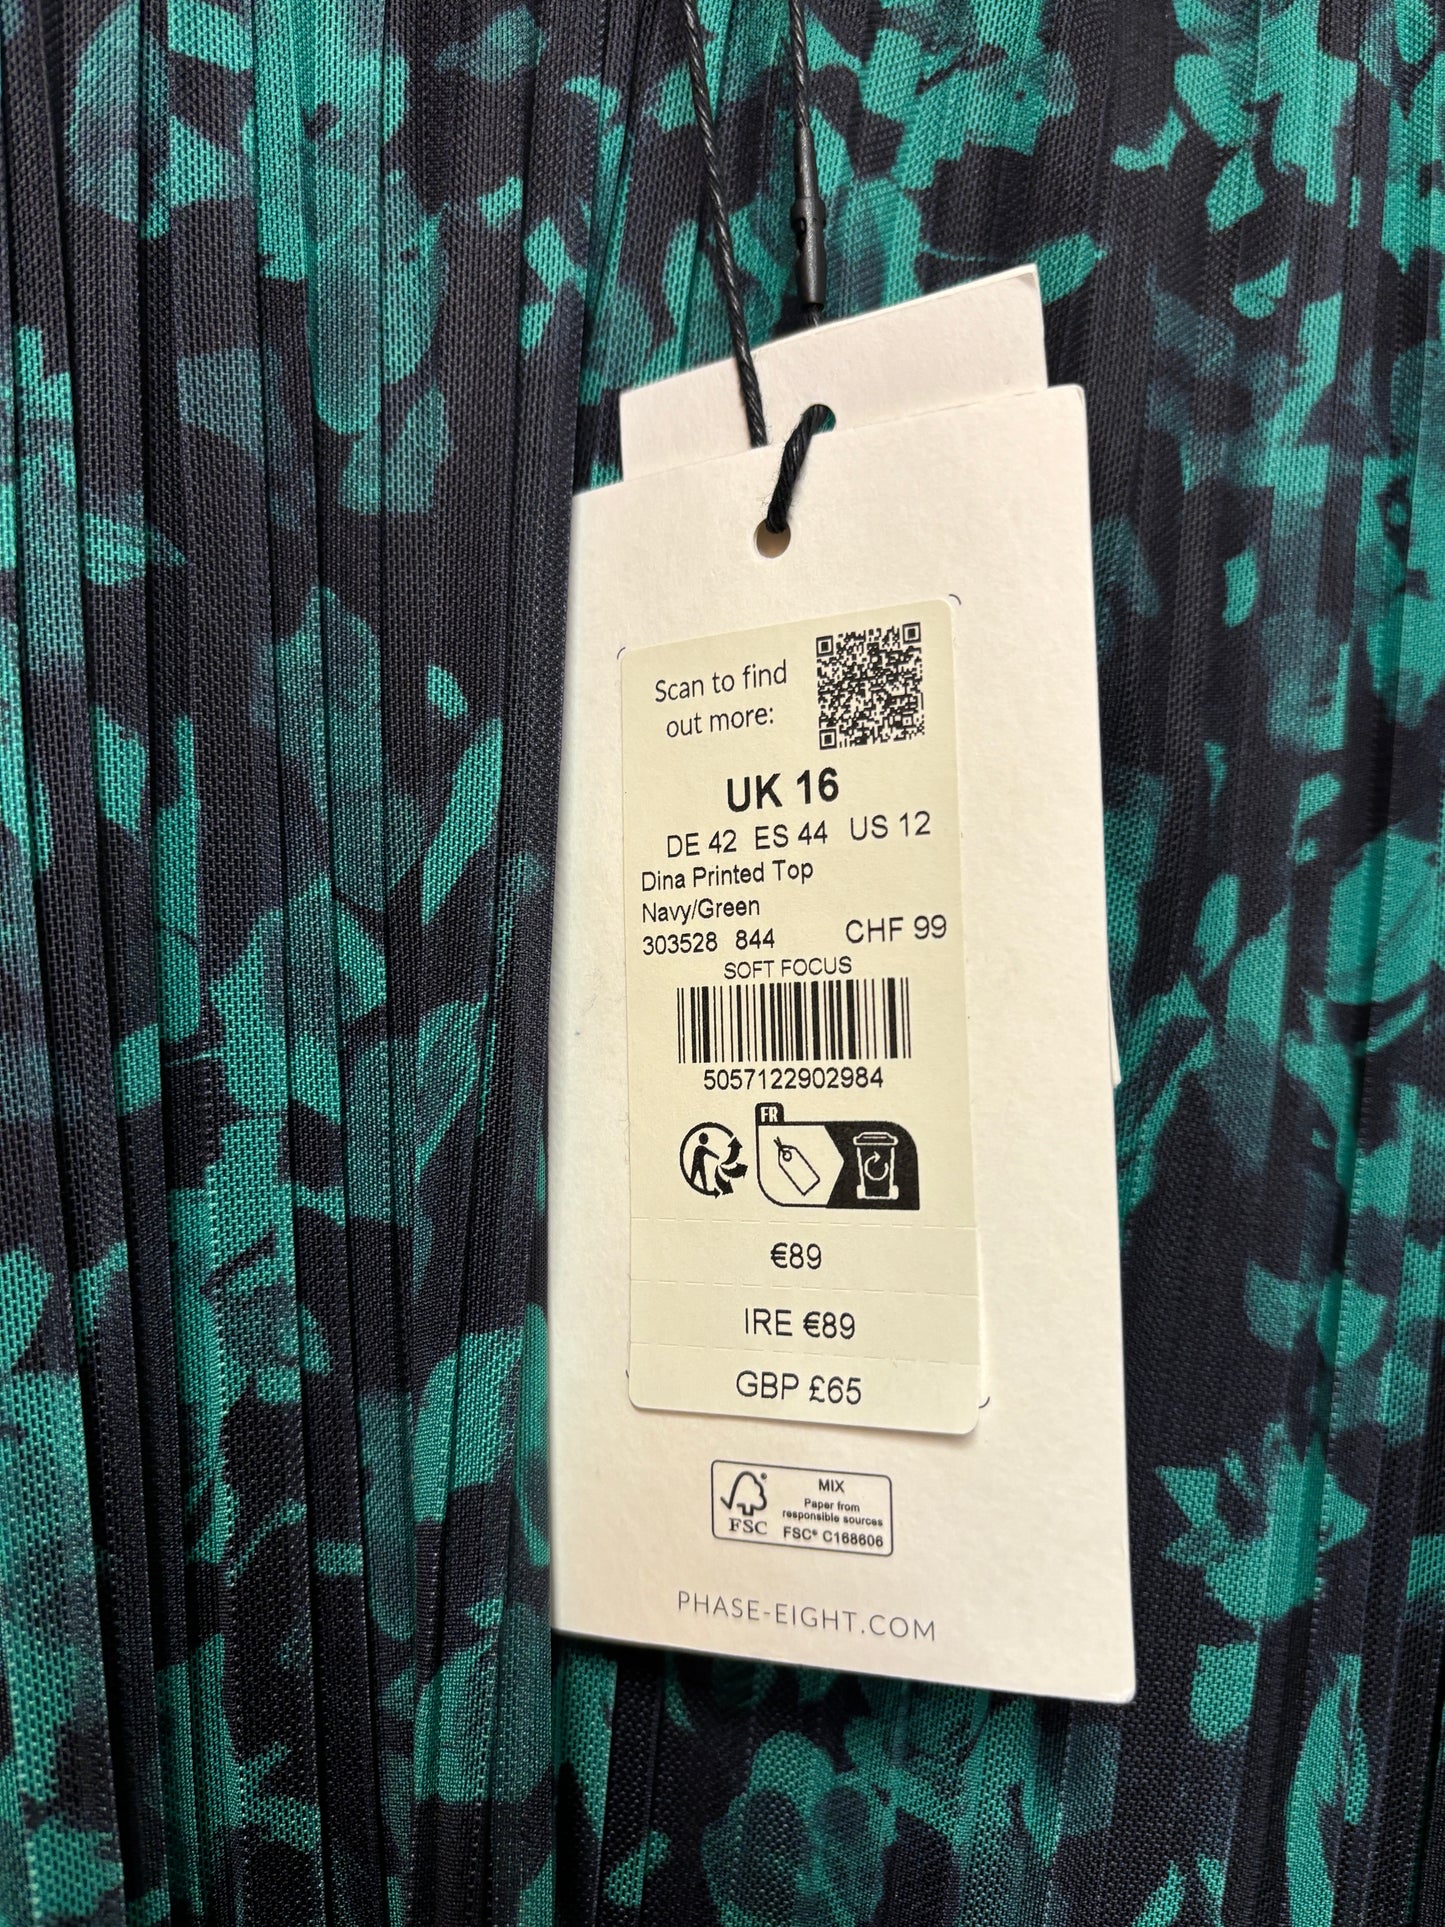 Scan to find
out more:
UK 16
DE 42 ES 44 US 12
Dina Printed Top
Navy/Green
303528 844 CHF 99
SOFT FOCUS
5057122902984
FR
€89
IRE €89
GBP £65
MIX
Paper from
responsible sources
FSC® C168606
FSC
PHASE-EIGHT.COM